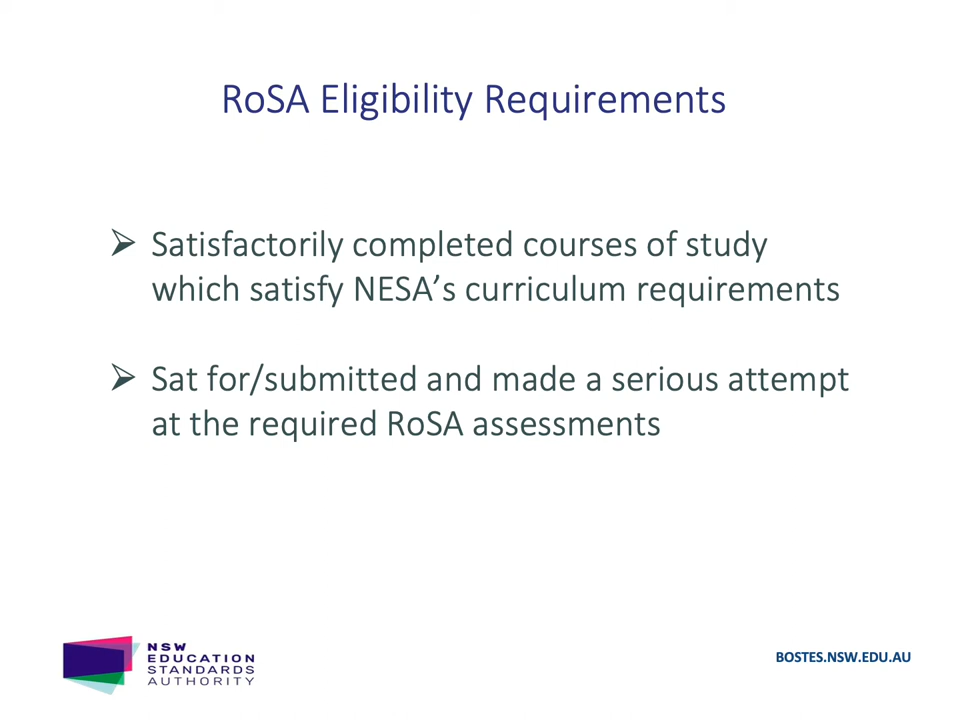 RoSA Eligibility Requirements
➢ Satisfactorily completed courses of study
which satisfy NESA’s curriculum requirements
➢ Sat for/submitted and made a serious attempt
at the required RoSA assessments
NSW
EDUCATION
STANDARDS
AUTHORITY
BOSTES.NSW.EDU.AU